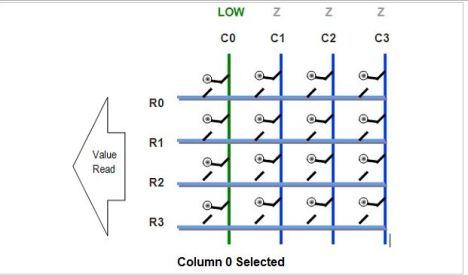 LOW Z Z Z
C0 C1 C2 C3
R0
R1
Value
Read
R2
R3
Column 0 Selected